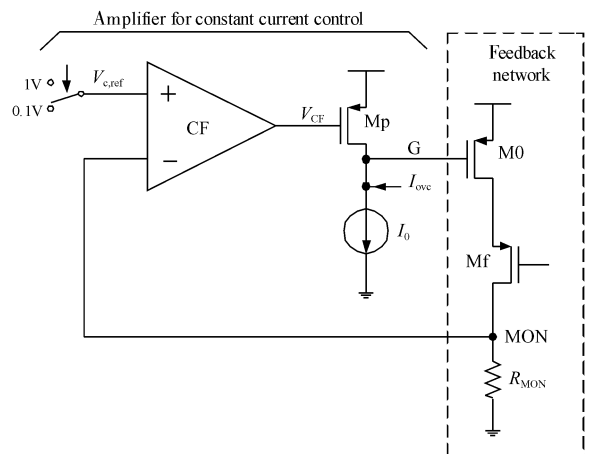 Amplifier for constant current control
Feedback
network
1V
0.1V
Vc,ref
+
−
CF
VCF
Mp
G
M0
Iovc
I0
Mf
MON
RMON